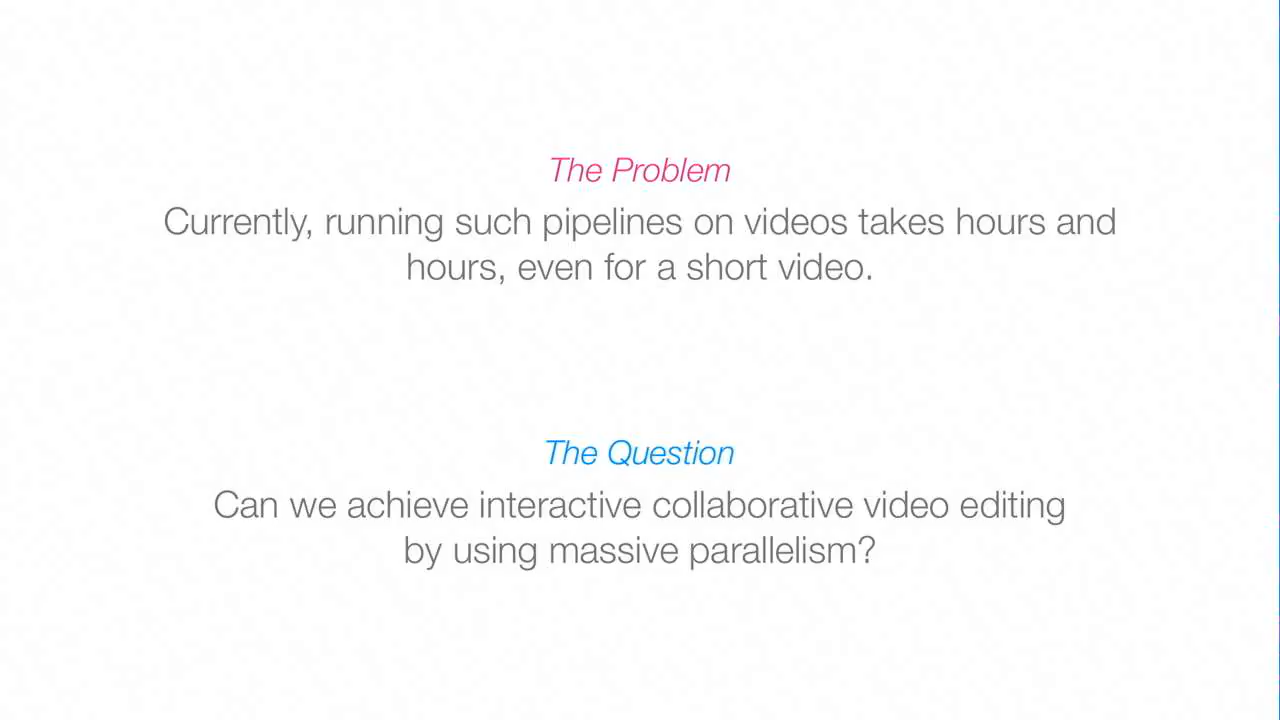 The Problem
Currently, running such pipelines on videos takes hours and
hours, even for a short video.
The Question
Can we achieve interactive collaborative video editing
by using massive parallelism?